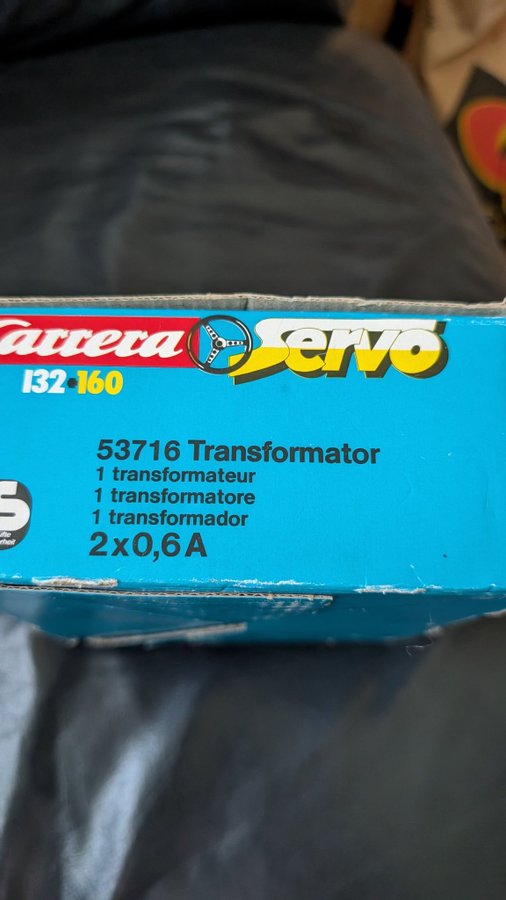 Carrera Servo
132•160
53716 Transformator
1 transformateur
1 transformatore
1 transformador
2x0,6A